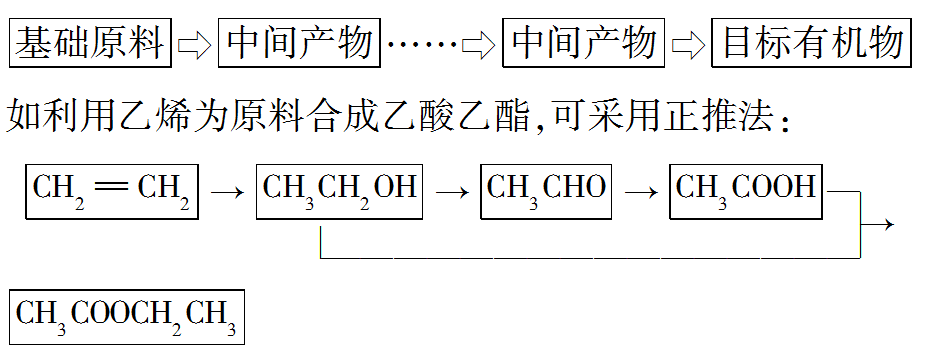 基础原料⇨中间产物……⇨中间产物⇨目标有机物
如利用乙烯为原料合成乙酸乙酯,可采用正推法:
CH₂=CH₂→CH₃CH₂OH→CH₃CHO→CH₃COOH→
CH₃COOCH₂CH₃